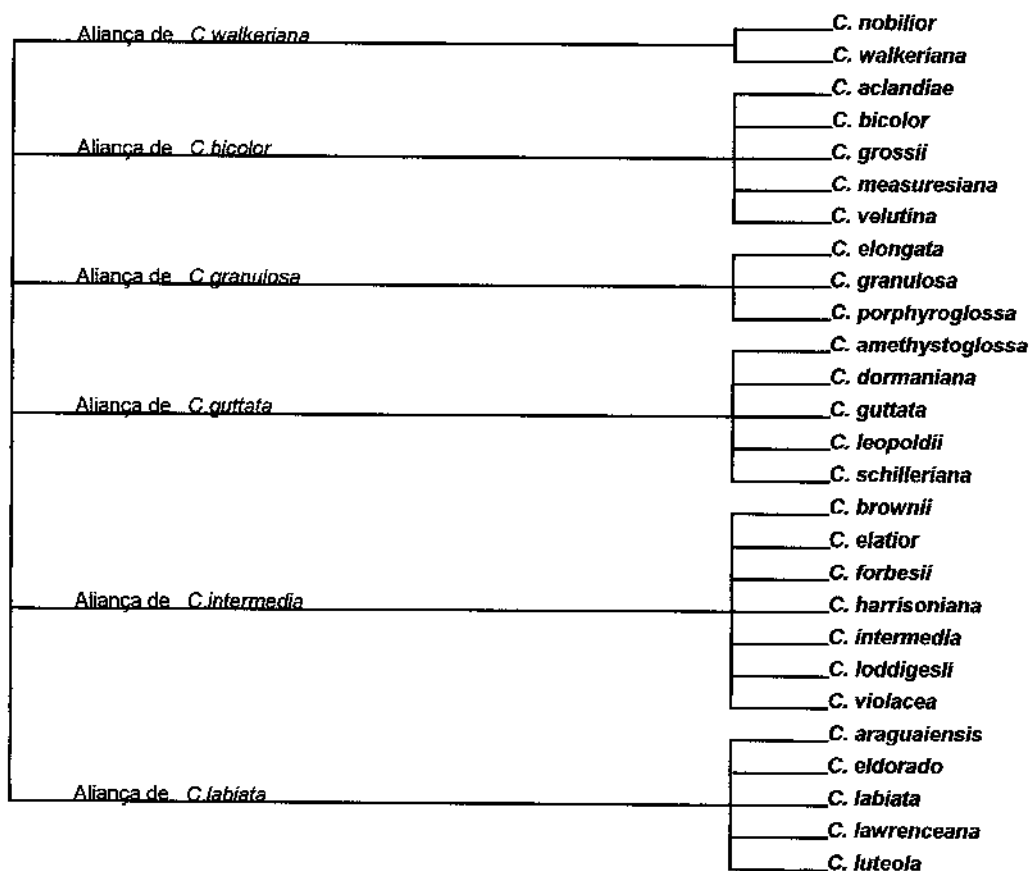 C. nobilior
Aliança de C.walkeriana
C. walkeriana
C. aclandiae
C. bicolor
Aliança de C.bicolor
C. grossii
C. measuresiana
C. velutina
C. elongata
Aliança de C.granulosa
C. granulosa
C. porphyroglossa
C. amethystoglossa
C. dormaniana
Aliança de C.guttata
C. guttata
C. leopoldii
C. schilleriana
C. brownii
C. elatior
C. forbesii
Aliança de C.intermedia
C. harrisoniana
C. intermedia
C. loddigesli
C. violacea
C. araguaiensis
C. eldorado
Aliança de C.labiata
C. labiata
C. lawrenceana
C. luteola